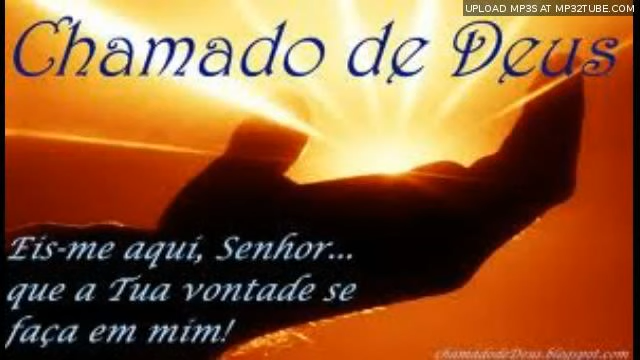 UPLOAD MP3S AT MP32TUBE.COM
Chamado de Deus
Eis-me aqui, Senhor...
que a Tua vontade se
faça em mim!
chamadodeDeus.blogspot.com